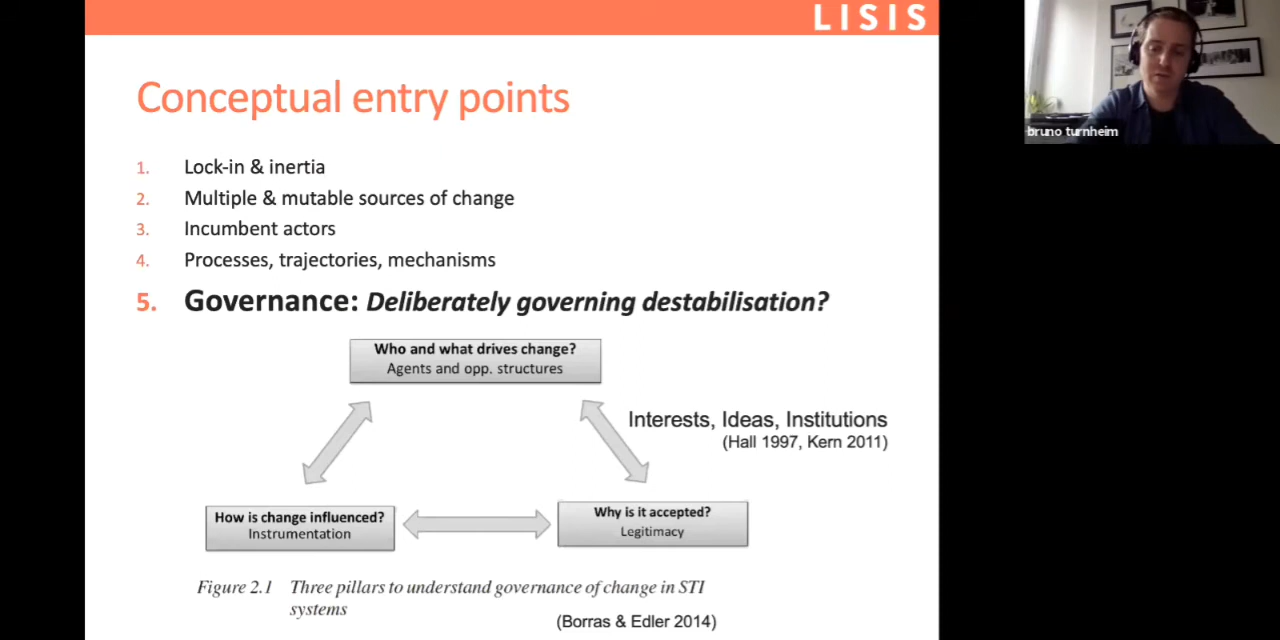 LISIS
Conceptual entry points
1. Lock-in & inertia
2. Multiple & mutable sources of change
3. Incumbent actors
4. Processes, trajectories, mechanisms
5. Governance: Deliberately governing destabilisation?
Who and what drives change?
Agents and opp. structures
Interests, Ideas, Institutions
(Hall 1997, Kern 2011)
How is change influenced?
Instrumentation
Why is it accepted?
Legitimacy
Figure 2.1 Three pillars to understand governance of change in STI
systems
(Borras & Edler 2014)
bruno turnheim